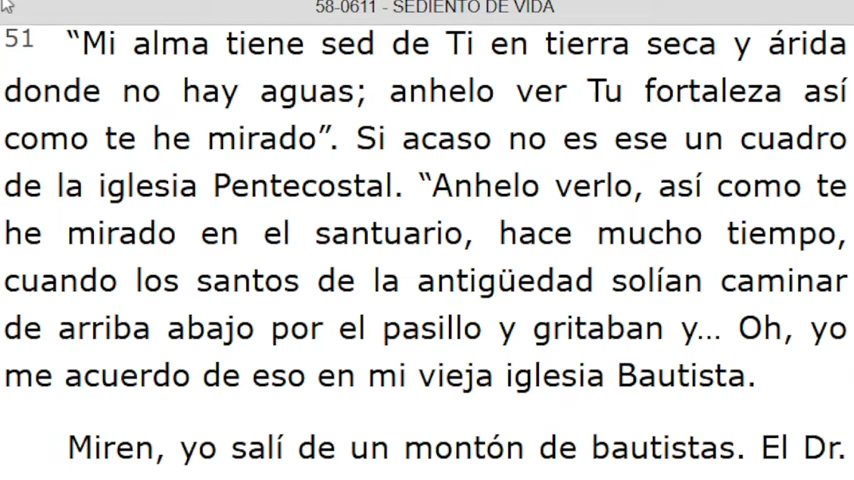 58-0611 - SEDIENTO DE VIDA
51 “Mi alma tiene sed de Ti en tierra seca y árida
donde no hay aguas; anhelo ver Tu fortaleza así
como te he mirado”. Si acaso no es ese un cuadro
de la iglesia Pentecostal. “Anhelo verlo, así como te
he mirado en el santuario, hace mucho tiempo,
cuando los santos de la antigüedad solían caminar
de arriba abajo por el pasillo y gritaban y… Oh, yo
me acuerdo de eso en mi vieja iglesia Bautista.
Miren, yo salí de un montón de bautistas. El Dr.